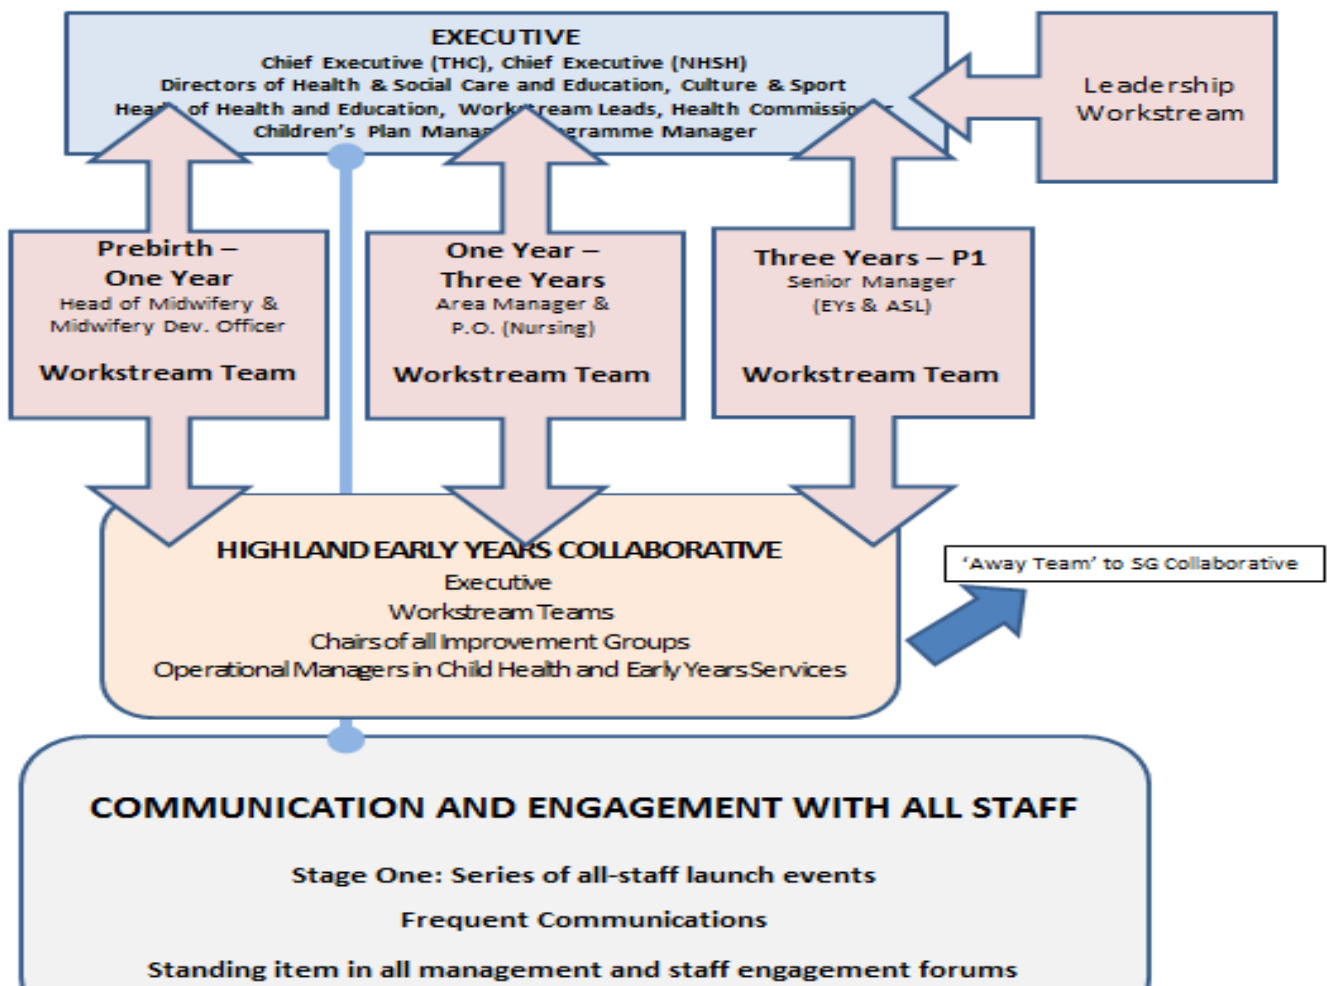 EXECUTIVE
Chief Executive (THC), Chief Executive (NHSH)
Directors of Health & Social Care and Education, Culture & Sport
Heads of Health and Education, Workstream Leads, Health Commissioner
Children's Plan Manager, Programme Manager
Leadership
Workstream
Prebirth –
One Year
Head of Midwifery &
Midwifery Dev. Officer
Workstream Team
One Year –
Three Years
Area Manager &
P.O. (Nursing)
Workstream Team
Three Years – P1
Senior Manager
(EYs & ASL)
Workstream Team
HIGHLAND EARLY YEARS COLLABORATIVE
Executive
Workstream Teams
Chairs of all Improvement Groups
Operational Managers in Child Health and Early Years Services
'Away Team' to SG Collaborative
COMMUNICATION AND ENGAGEMENT WITH ALL STAFF
Stage One: Series of all-staff launch events
Frequent Communications
Standing item in all management and staff engagement forums